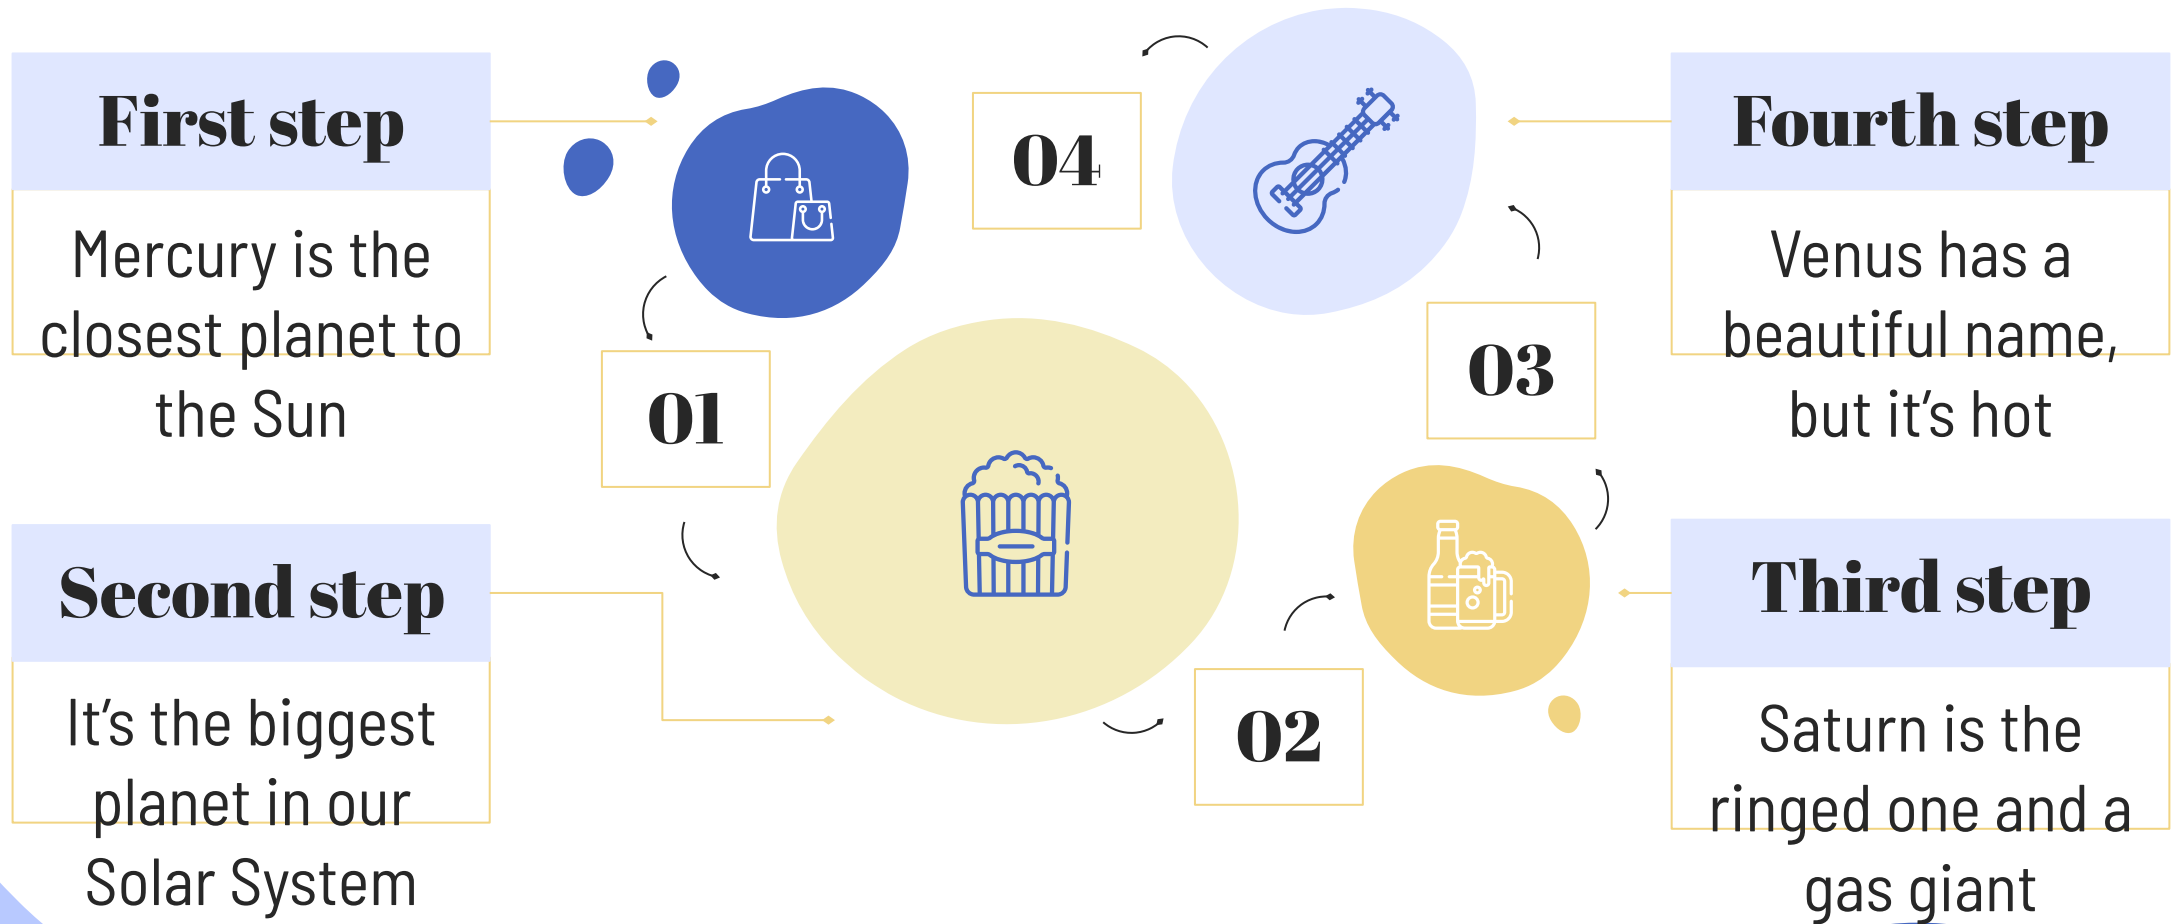 First step
Mercury is the
closest planet to
the Sun
Second step
It's the biggest
planet in our
Solar System
01
04
02
03
Fourth step
Venus has a
beautiful name,
but it's hot
Third step
Saturn is the
ringed one and a
gas giant